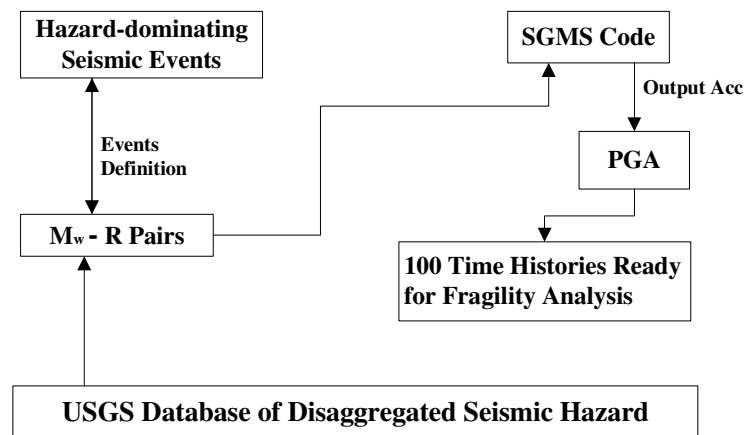 Hazard-dominating
Seismic Events
SGMS Code
Output Acc
Events
Definition
PGA
Mw - R Pairs
100 Time Histories Ready
for Fragility Analysis
USGS Database of Disaggregated Seismic Hazard